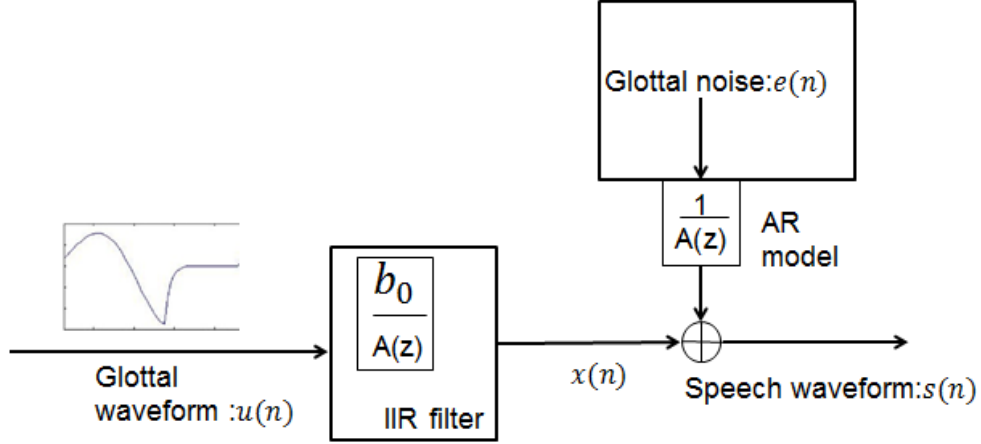 Glottal noise:e(n)
1
A(z)
AR
model
b₀
A(z)
IIR filter
Glottal
waveform :u(n)
x(n)
Speech waveform:s(n)